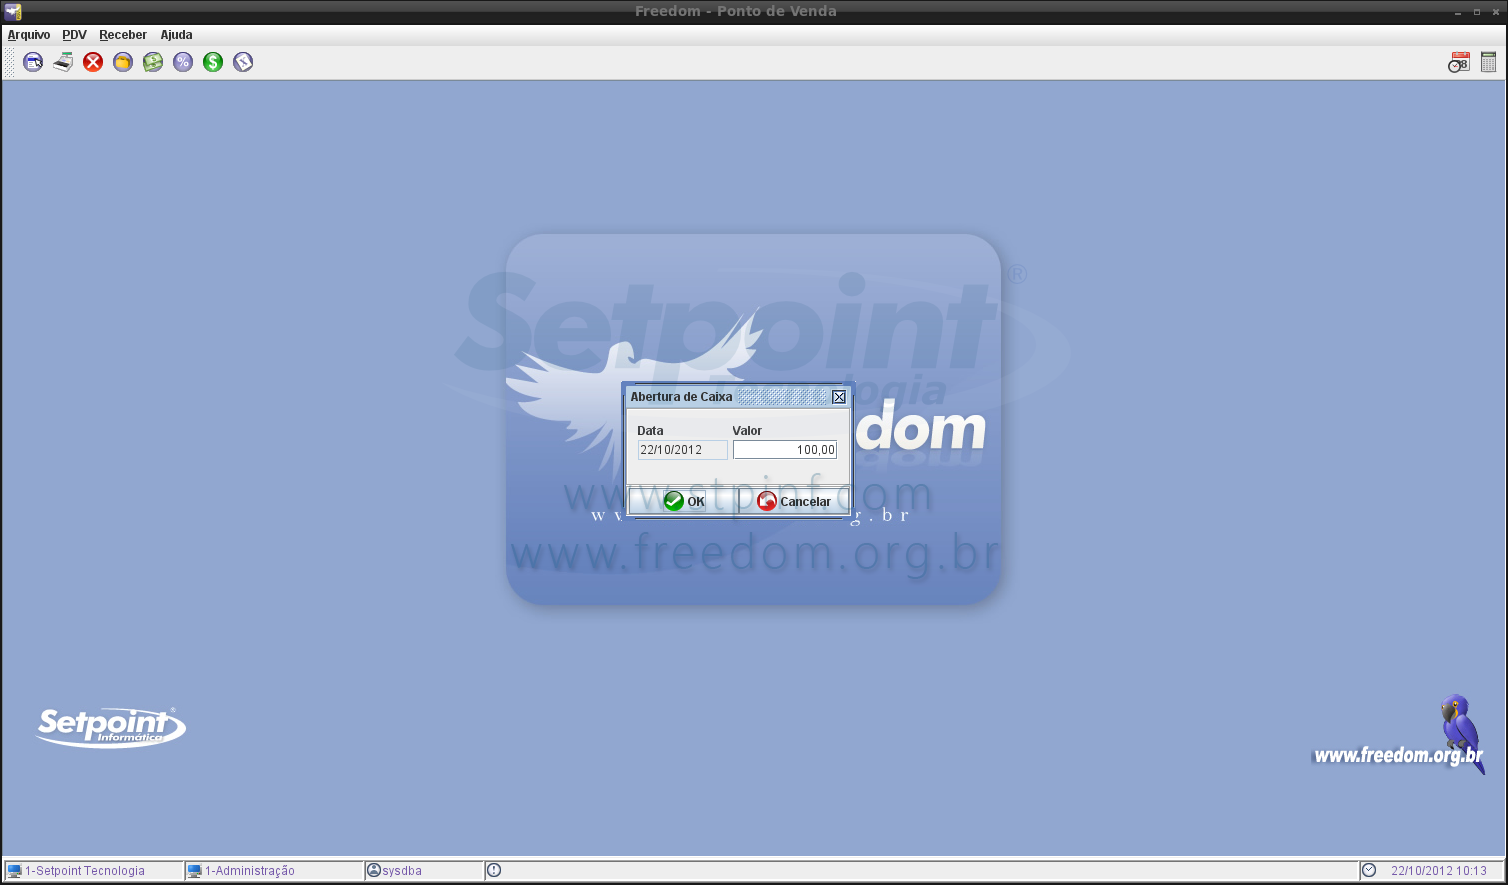 Freedom - Ponto de Venda
Arquivo PDV Receber Ajuda
Setpoint®
Tecnologia
Abertura de Caixa
Data Valor
22/10/2012 100,00
dom
OK Cancelar
www.stpinf.com
g.br
www.freedom.org.br
Setpoint®
Informática
www.freedom.org.br
1-Setpoint Tecnologia 1-Administração sysdba 22/10/2012 10:13